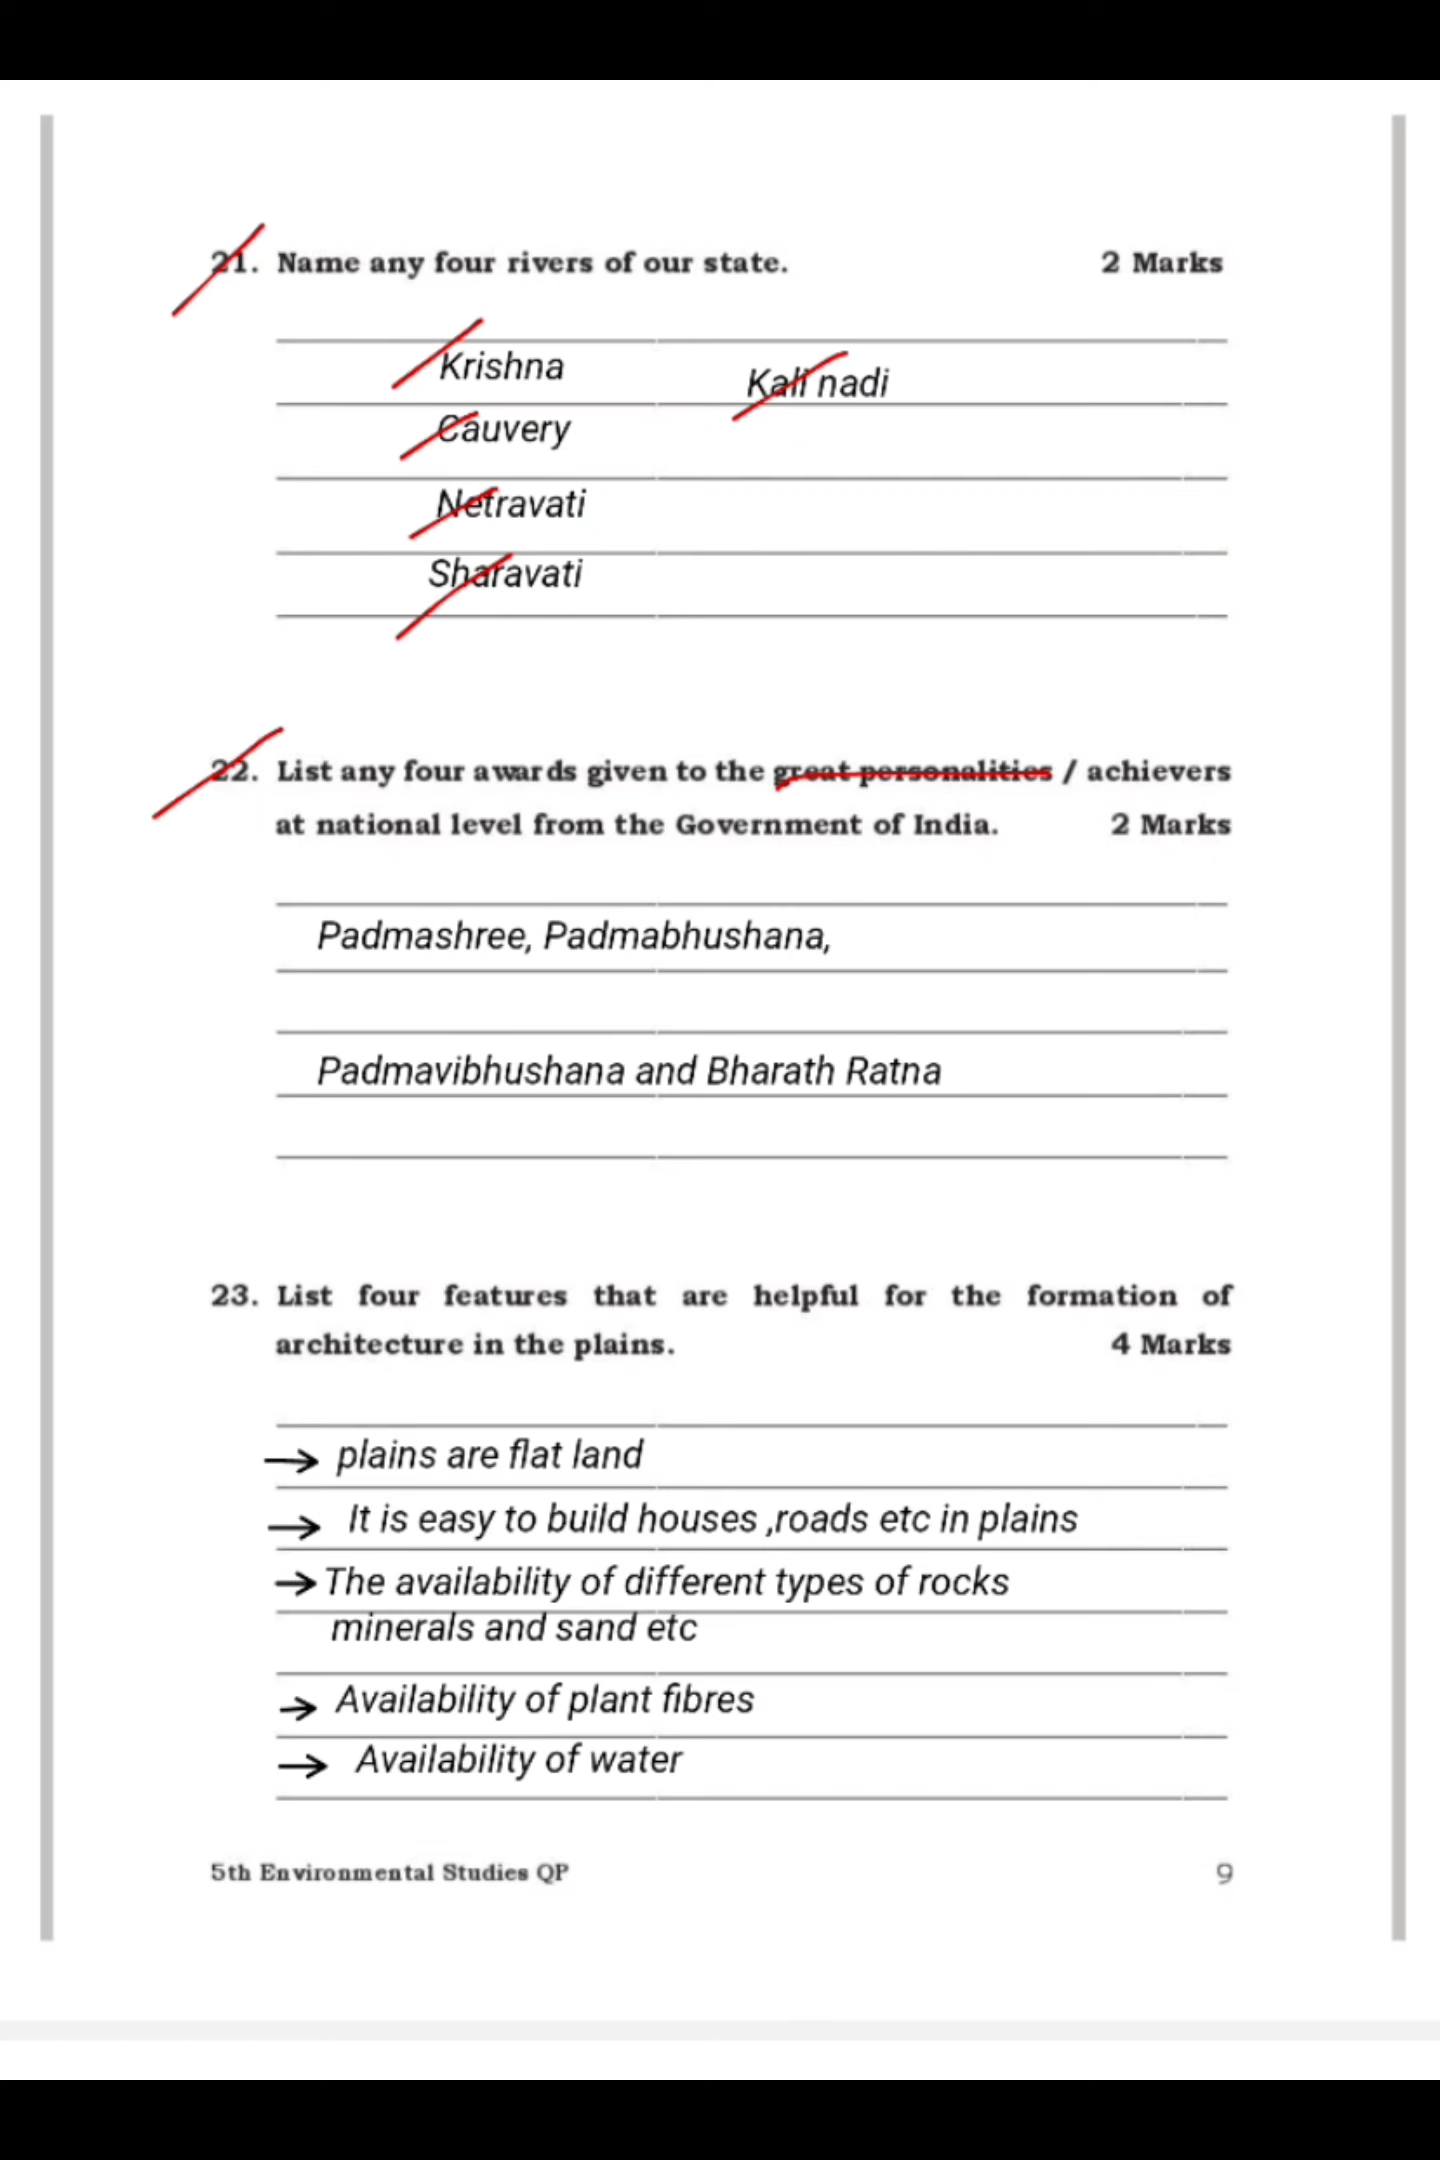 21. Name any four rivers of our state. 2 Marks
Krishna
Kali nadi
Cauvery
Netravati
Sharavati
22. List any four awards given to the great personalities / achievers
at national level from the Government of India. 2 Marks
Padmashree, Padmabhushana,
Padmavibhushana and Bharath Ratna
23. List four features that are helpful for the formation of
architecture in the plains. 4 Marks
→ plains are flat land
→ It is easy to build houses ,roads etc in plains
→ The availability of different types of rocks
minerals and sand etc
→ Availability of plant fibres
→ Availability of water
5th Environmental Studies QP 9